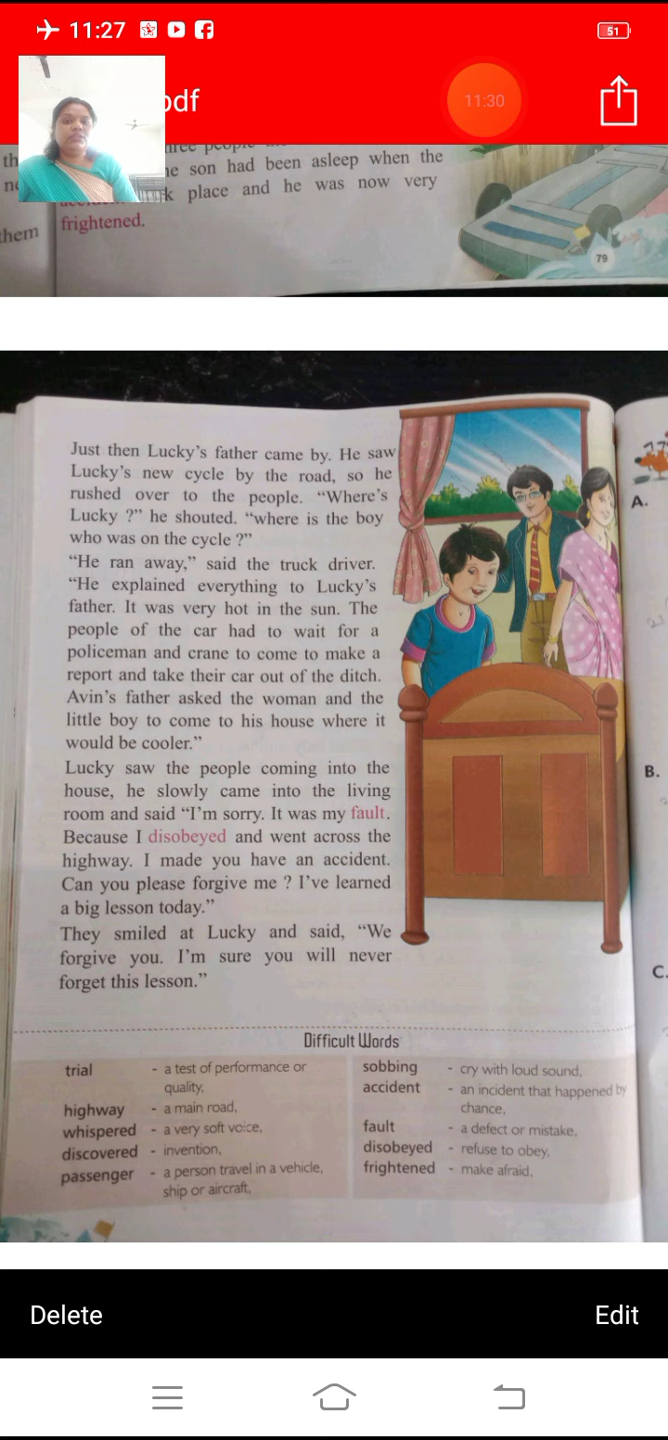 11:27
51
pdf
11:30
the son had been asleep when the
place and he was now very
frightened.
them
79
Just then Lucky's father came by. He saw
Lucky's new cycle by the road, so he
rushed over to the people. "Where's
Lucky ?" he shouted. "where is the boy
who was on the cycle ?"
"He ran away," said the truck driver.
"He explained everything to Lucky's
father. It was very hot in the sun. The
people of the car had to wait for a
policeman and crane to come to make a
report and take their car out of the ditch.
Avin's father asked the woman and the
little boy to come to his house where it
would be cooler."
Lucky saw the people coming into the
house, he slowly came into the living
room and said "I'm sorry. It was my fault.
Because I disobeyed and went across the
highway. I made you have an accident.
Can you please forgive me ? I've learned
a big lesson today."
They smiled at Lucky and said, "We
forgive you. I'm sure you will never
forget this lesson."
A.
B.
C.
Difficult Words
trial - a test of performance or
quality.
highway - a main road.
whispered - a very soft voice.
discovered - invention.
passenger - a person travel in a vehicle,
ship or aircraft.
sobbing - cry with loud sound.
accident - an incident that happened by
chance.
fault - a defect or mistake.
disobeyed - refuse to obey.
frightened - make afraid.
Delete
Edit